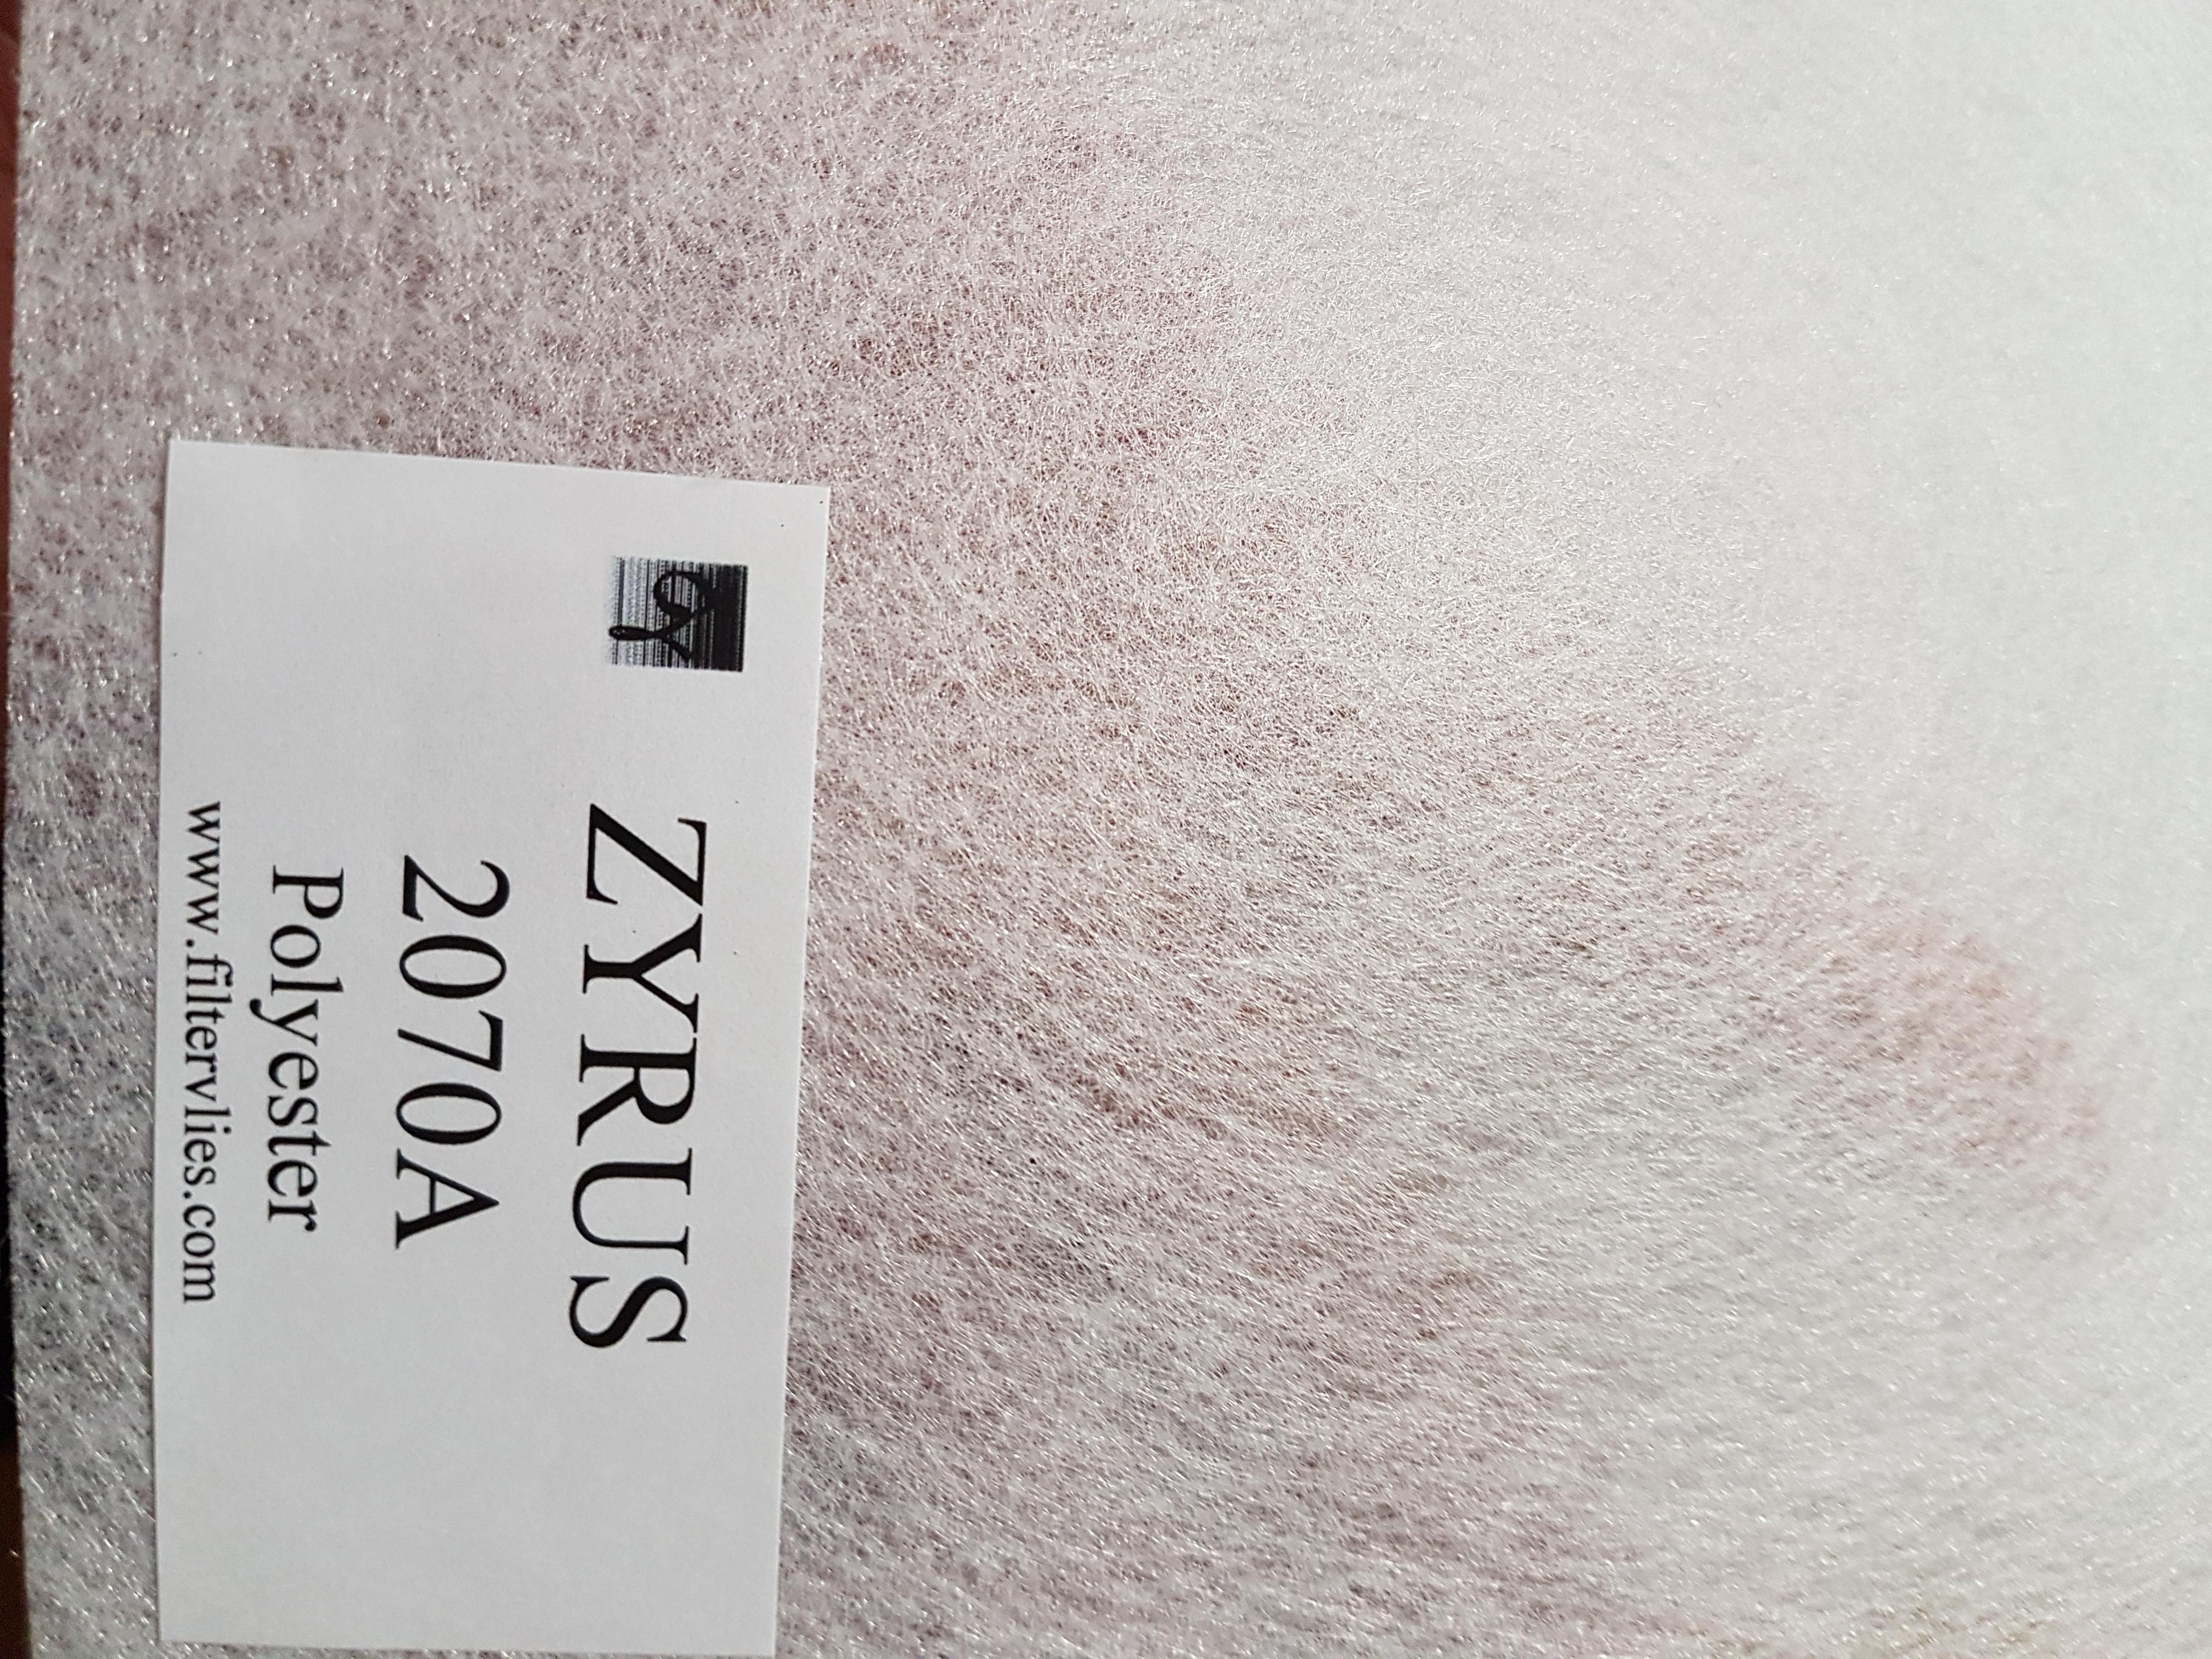 ZYRUS
2070A
Polyester
www.filtervlies.com